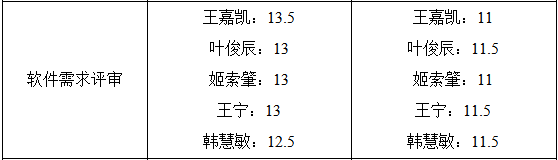 王嘉凯：13.5 王嘉凯：11
叶俊辰：13 叶俊辰：11.5
软件需求评审 姬索肇：13 姬索肇：11
王宁：13 王宁：11.5
韩慧敏：12.5 韩慧敏：11.5